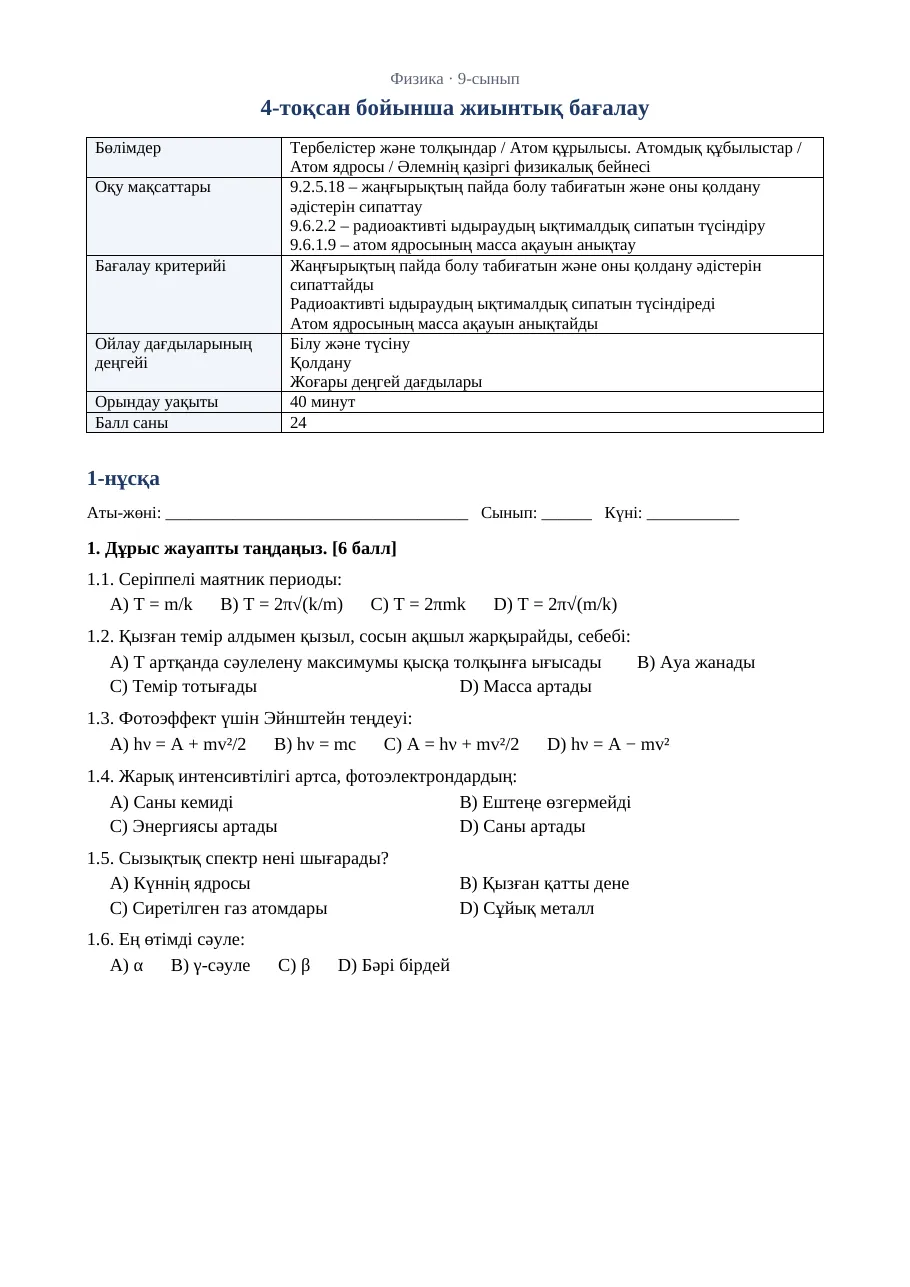 Физика · 9-сынып
4-тоқсан бойынша жиынтық бағалау
Бөлімдер
Тербелістер және толқындар / Атом құрылысы. Атомдық құбылыстар /
Атом ядросы / Әлемнің қазіргі физикалық бейнесі
Оқу мақсаттары
9.2.5.18 – жаңғырықтың пайда болу табиғатын және оны қолдану
әдістерін сипаттау
9.6.2.2 – радиоактивті ыдыраудың ықтималдық сипатын түсіндіру
9.6.1.9 – атом ядросының масса ақауын анықтау
Бағалау критерийі
Жаңғырықтың пайда болу табиғатын және оны қолдану әдістерін
сипаттайды
Радиоактивті ыдыраудың ықтималдық сипатын түсіндіреді
Атом ядросының масса ақауын анықтайды
Ойлау дағдыларының
деңгейі
Білу және түсіну
Қолдану
Жоғары деңгей дағдылары
Орындау уақыты
40 минут
Балл саны
24
1-нұсқа
Аты-жөні: ____________________________________ Сынып: ______ Күні: ___________
1. Дұрыс жауапты таңдаңыз. [6 балл]
1.1. Серіппелі маятник периоды:
A) T = m/k B) T = 2π√(k/m) C) T = 2πmk D) T = 2π√(m/k)
1.2. Қызған темір алдымен қызыл, сосын ақшыл жарқырайды, себебі:
A) T артқанда сәулелену максимумы қысқа толқынға ығысады B) Ауа жанады
C) Темір тотығады D) Масса артады
1.3. Фотоэффект үшін Эйнштейн теңдеуі:
A) hν = A + mv²/2 B) hν = mc C) A = hν + mv²/2 D) hν = A − mv²
1.4. Жарық интенсивтілігі артса, фотоэлектрондардың:
A) Саны кемиді B) Ештеңе өзгермейді
C) Энергиясы артады D) Саны артады
1.5. Сызықтық спектр нені шығарады?
A) Күннің ядросы B) Қызған қатты дене
C) Сиретілген газ атомдары D) Сұйық металл
1.6. Ең өтімді сәуле:
A) α B) γ-сәуле C) β D) Бәрі бірдей